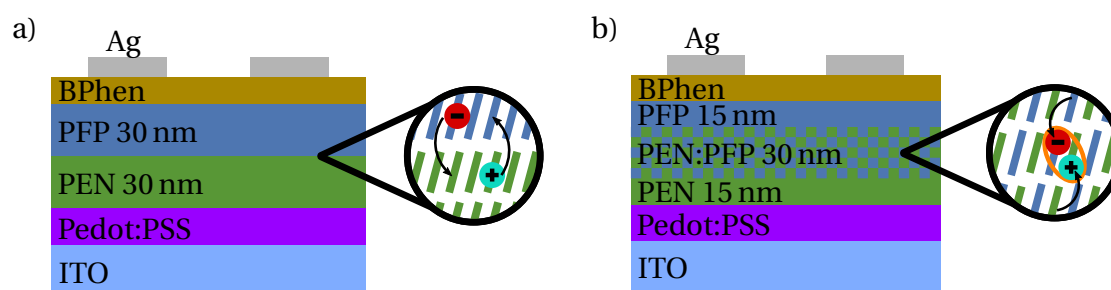 a)
Ag
BPhen
PFP 30 nm
PEN 30 nm
Pedot:PSS
ITO
-
+
b)
Ag
BPhen
PFP 15 nm
PEN:PFP 30 nm
PEN 15 nm
Pedot:PSS
ITO
-
+